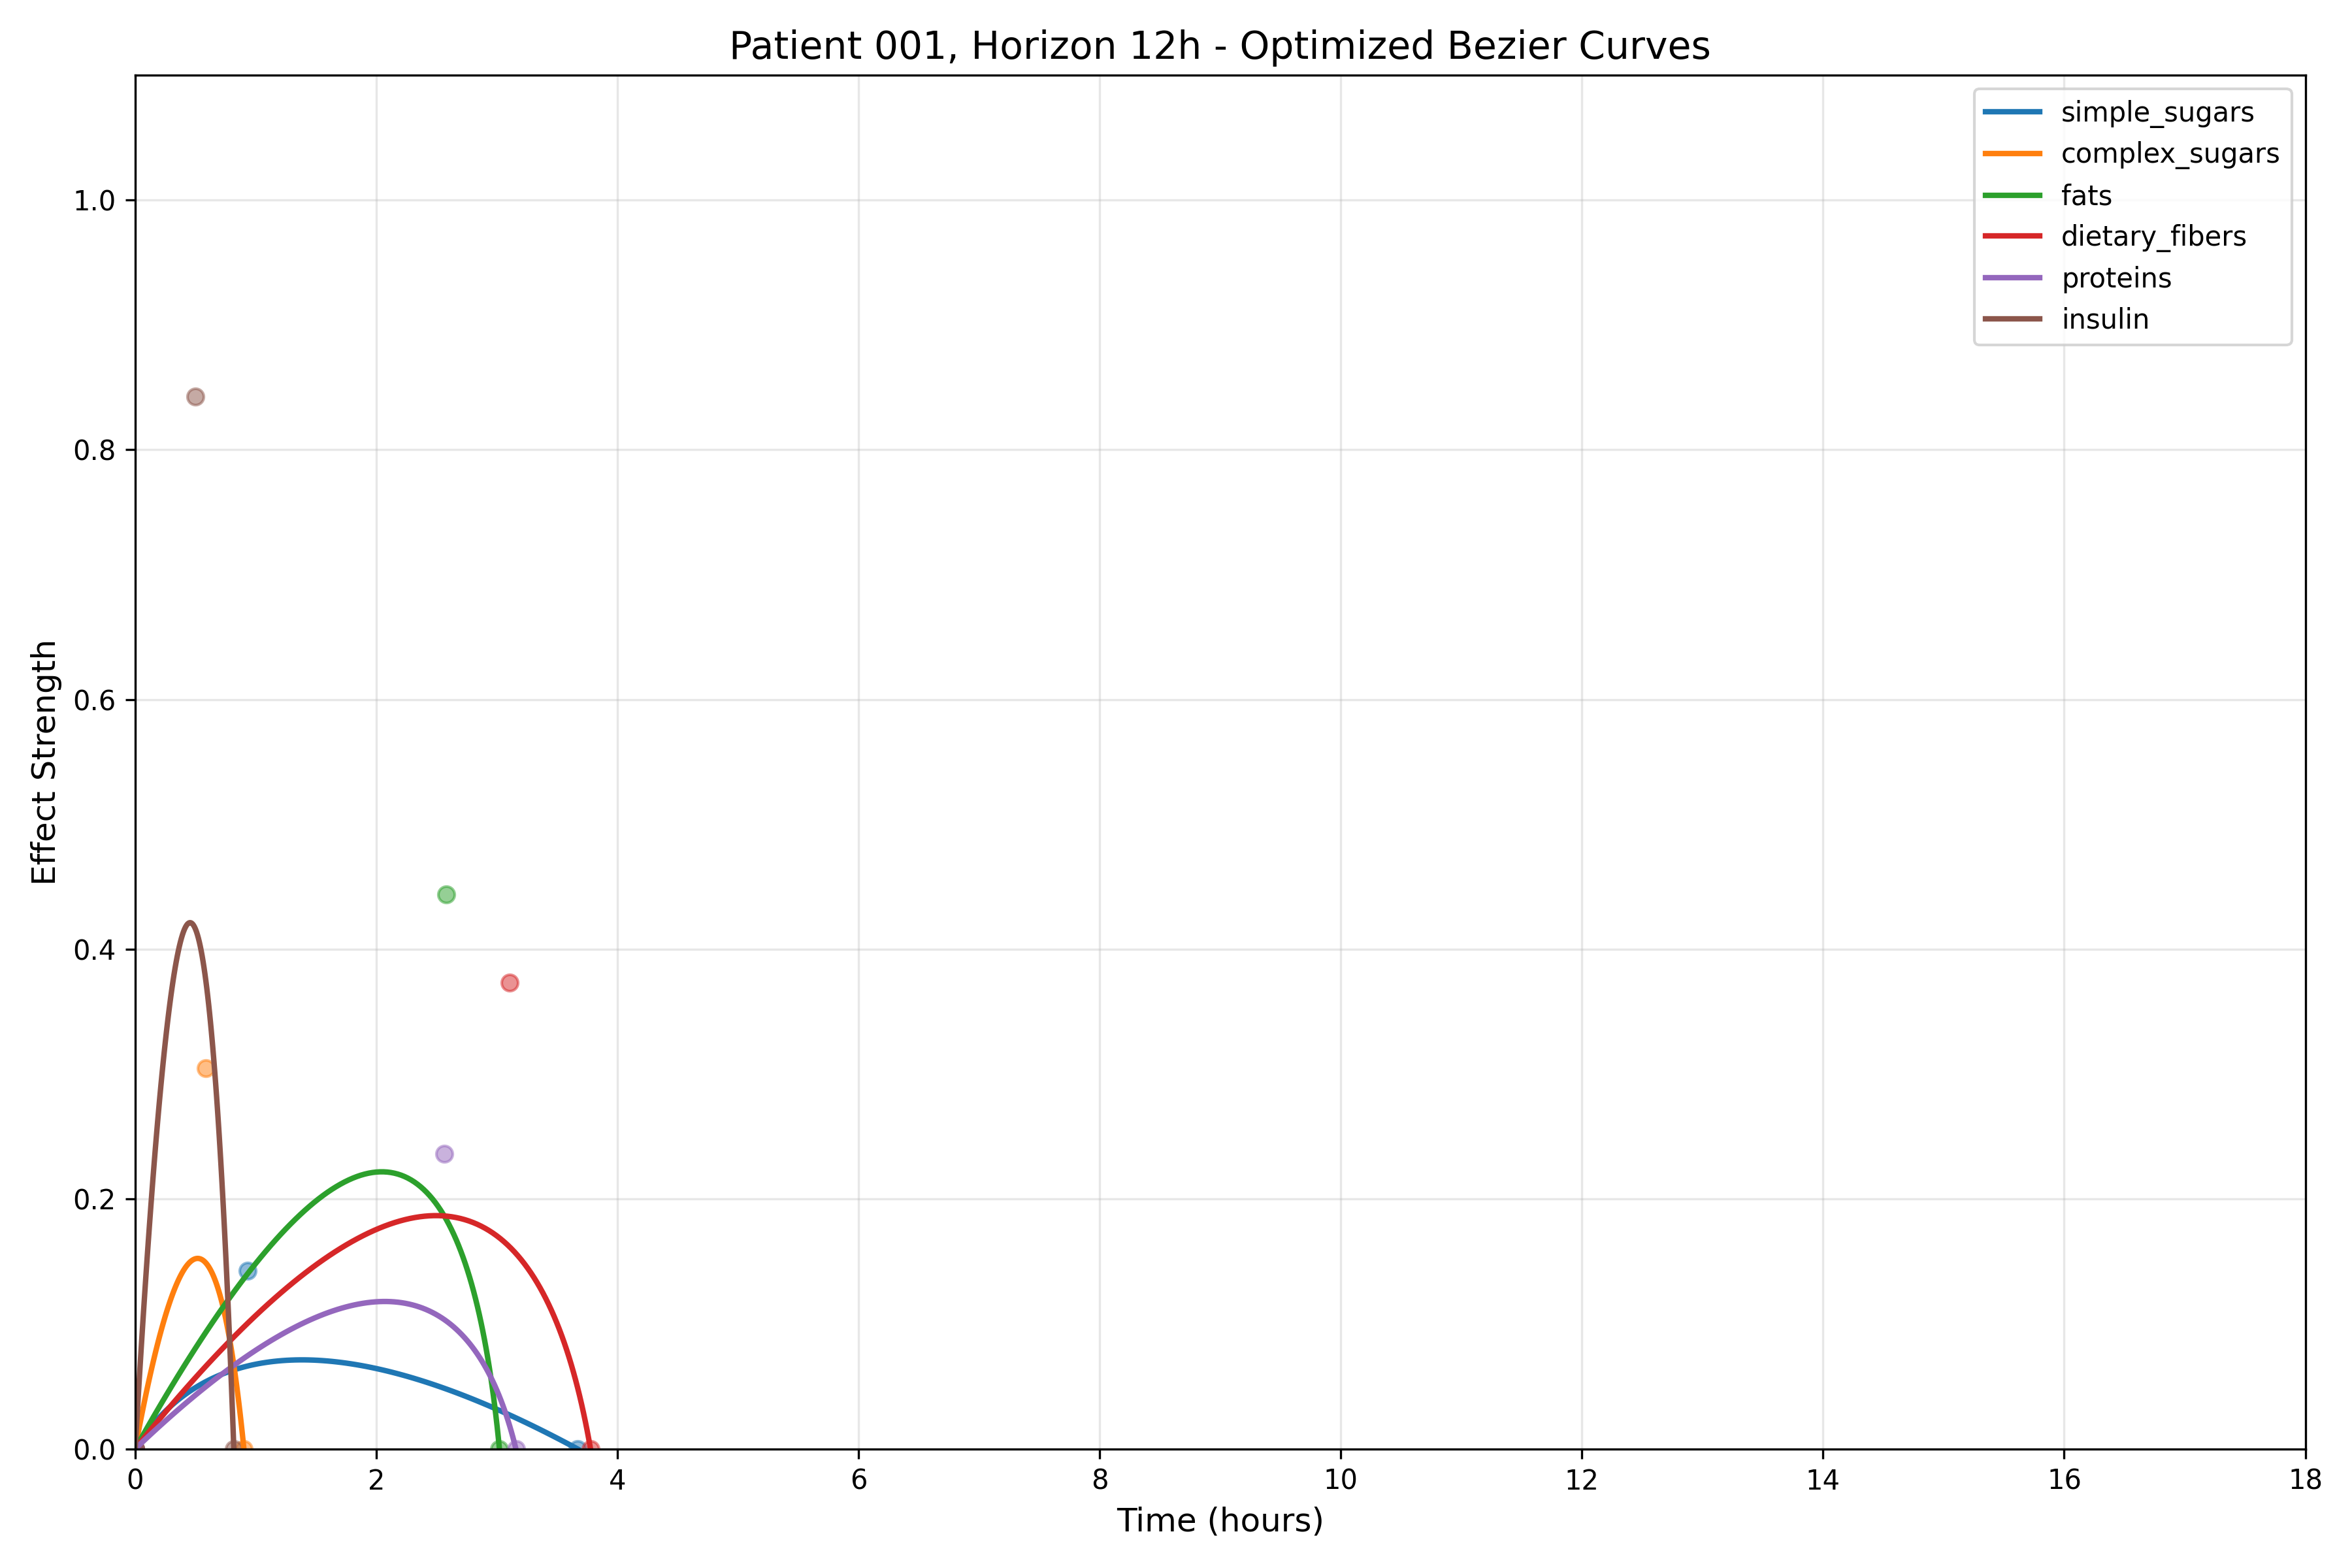 Patient 001, Horizon 12h - Optimized Bezier Curves
simple_sugars
complex_sugars
fats
dietary_fibers
proteins
insulin
Effect Strength
1.0
0.8
0.6
0.4
0.2
0.0
0 2 4 6 8 10 12 14 16 18
Time (hours)